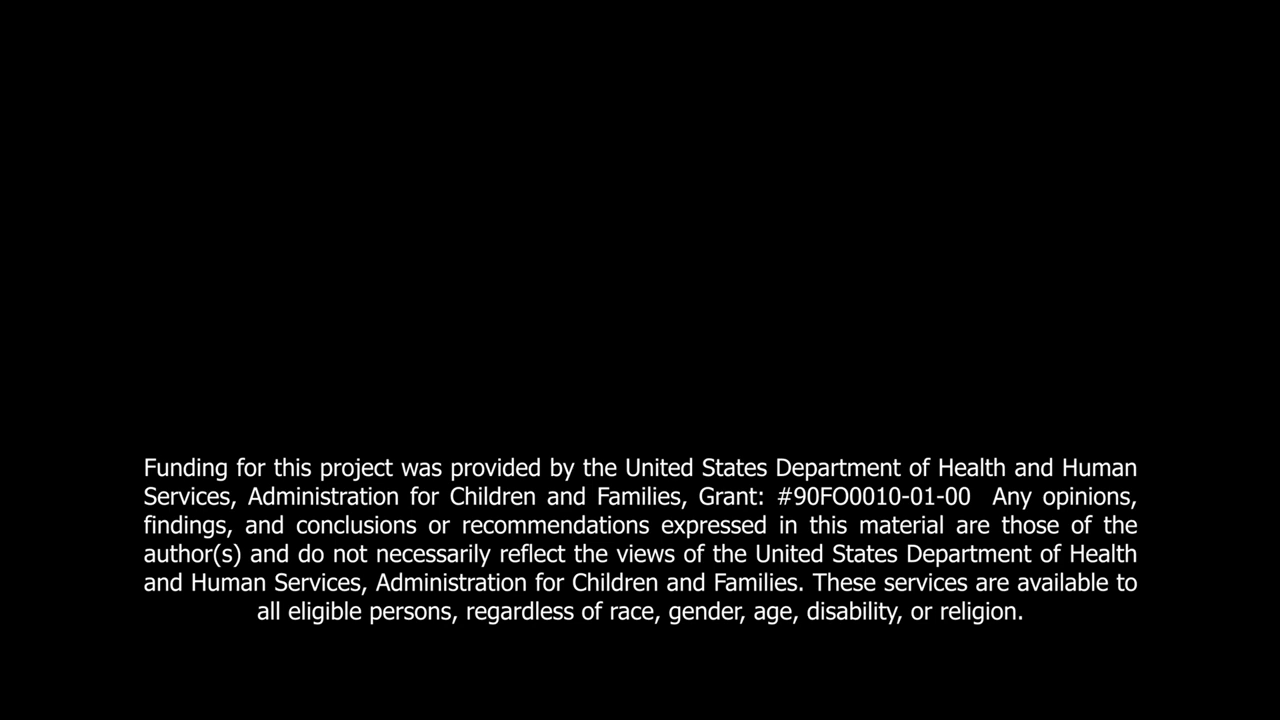 Funding for this project was provided by the United States Department of Health and Human
Services, Administration for Children and Families, Grant: #90FO0010-01-00  Any opinions,
findings, and conclusions or recommendations expressed in this material are those of the
author(s) and do not necessarily reflect the views of the United States Department of Health
and Human Services, Administration for Children and Families. These services are available to
all eligible persons, regardless of race, gender, age, disability, or religion.